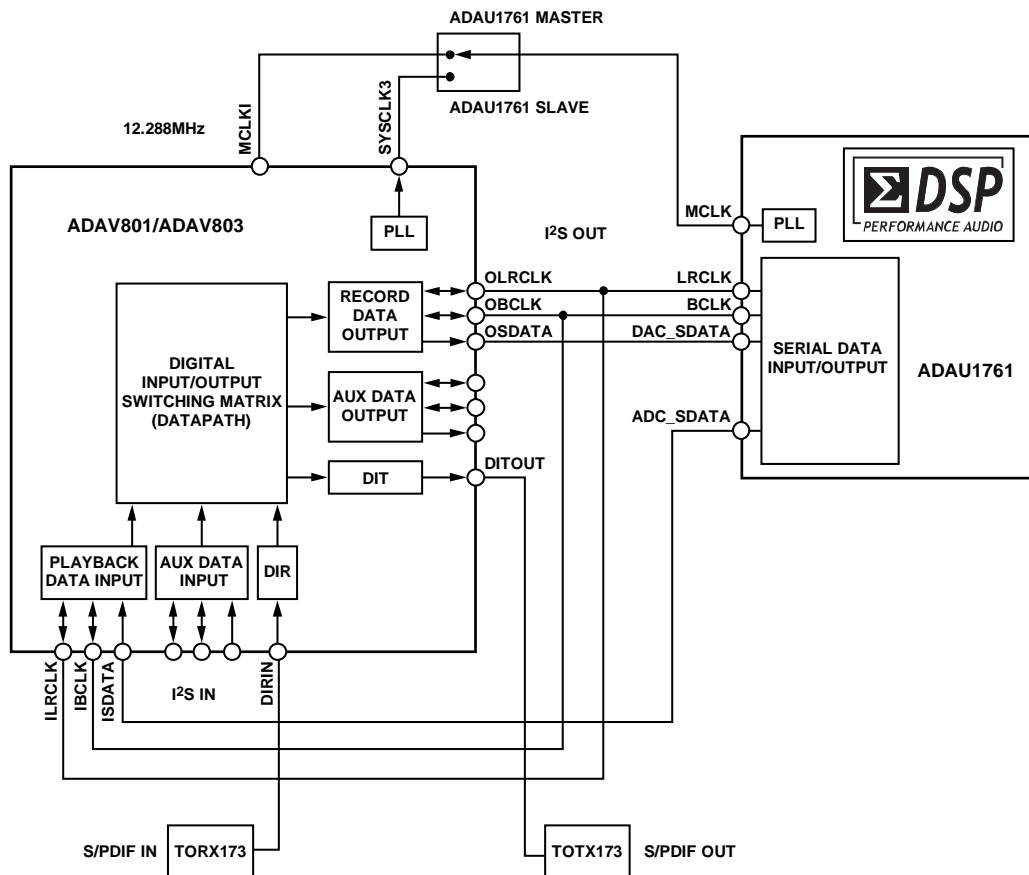 ADAU1761 MASTER
ADAU1761 SLAVE
12.288MHz
MCLKI
SYSCLK3
ADAV801/ADAV803
PLL
I²S OUT
MCLK
PLL
ΣDSP
PERFORMANCE AUDIO
DIGITAL
INPUT/OUTPUT
SWITCHING MATRIX
(DATAPATH)
RECORD
DATA
OUTPUT
OLRCLK
OBCLK
OSDATA
LRCLK
BCLK
DAC_SDATA
SERIAL DATA
INPUT/OUTPUT
ADAU1761
AUX DATA
OUTPUT
ADC_SDATA
DIT
DITOUT
PLAYBACK
DATA INPUT
AUX DATA
INPUT
DIR
ILRCLK
IBCLK
ISDATA
I²S IN
DIRIN
S/PDIF IN
TORX173
TOTX173
S/PDIF OUT